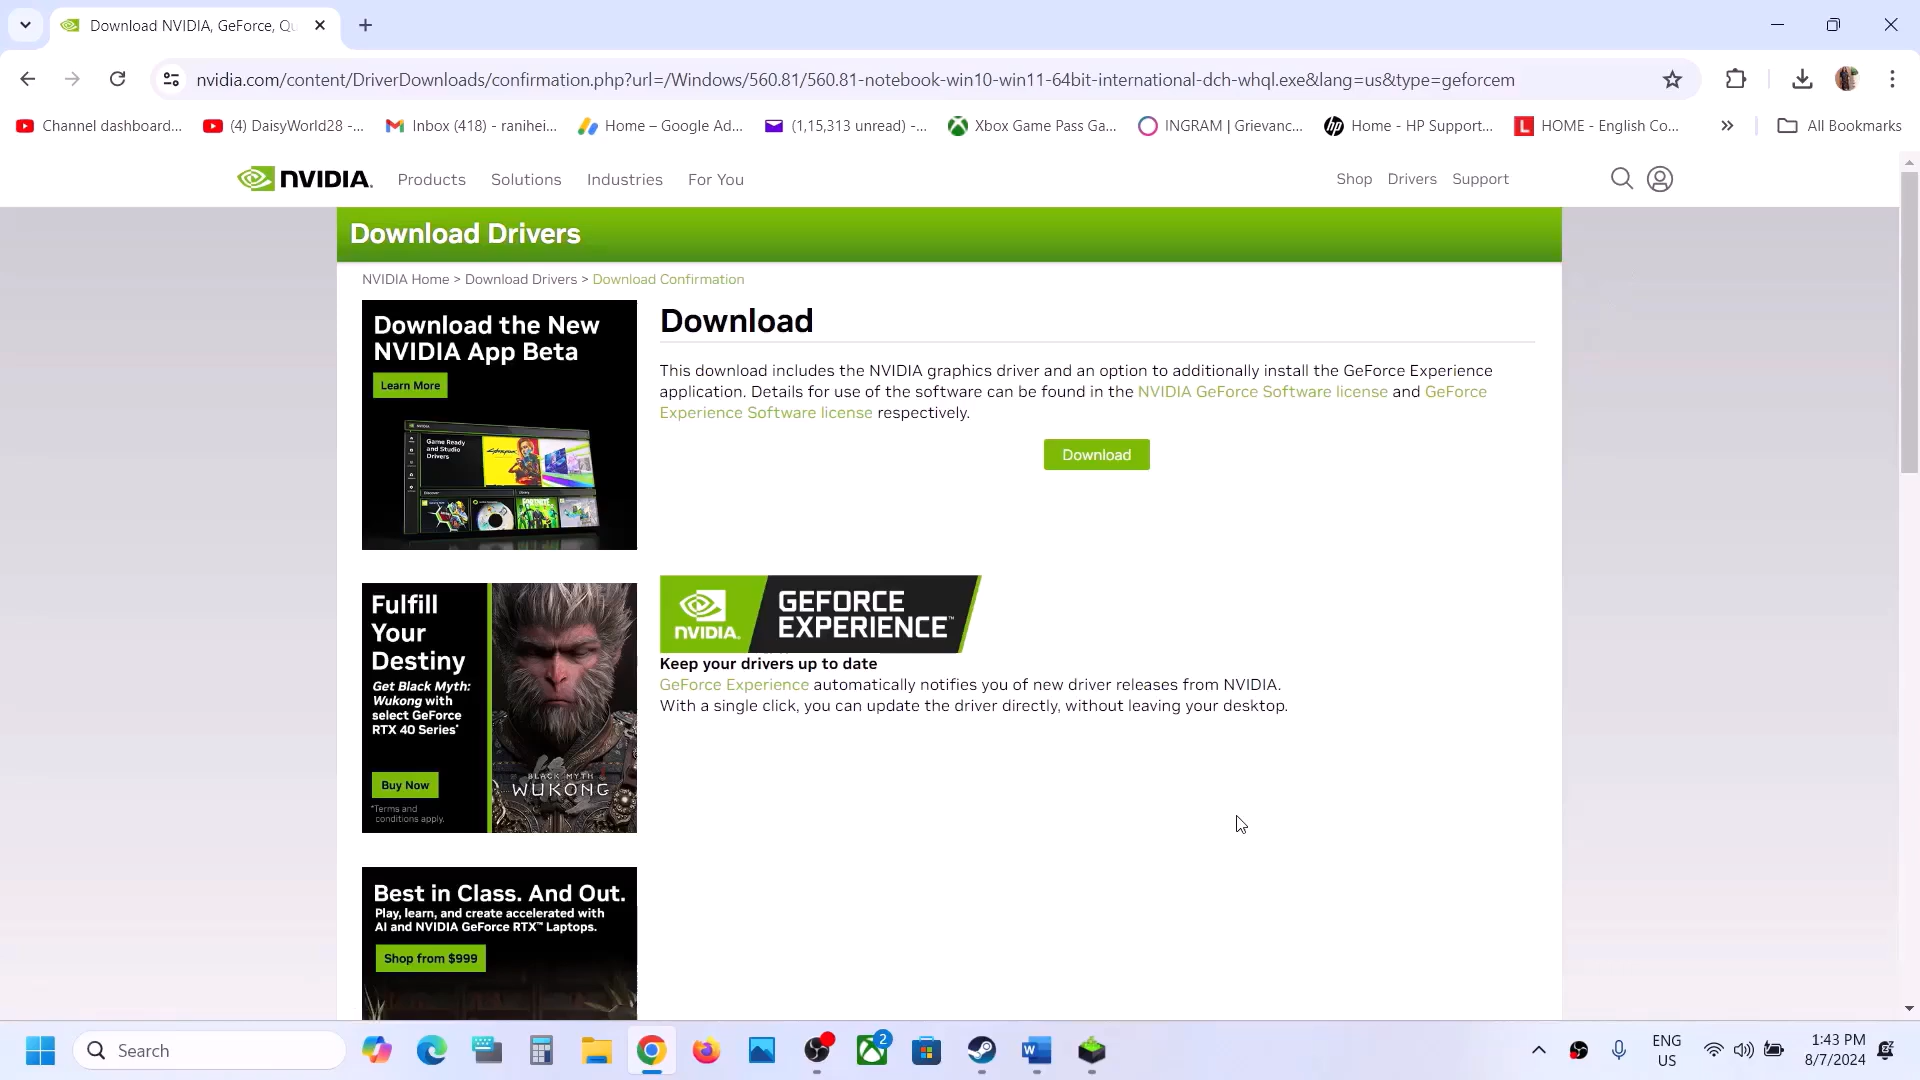 Download NVIDIA, GeForce, Qu
nvidia.com/content/DriverDownloads/confirmation.php?url=/Windows/560.81/560.81-notebook-win10-win11-64bit-international-dch-whql.exe&lang=us&type=geforcem
Channel dashboard...
(4) DaisyWorld28 -...
Inbox (418) - ranihei...
Home – Google Ad...
(1,15,313 unread) -...
Xbox Game Pass Ga...
INGRAM | Grievanc...
Home - HP Support...
HOME - English Co...
All Bookmarks
NVIDIA.
Products
Solutions
Industries
For You
Shop
Drivers
Support
Download Drivers
NVIDIA Home > Download Drivers > Download Confirmation
Download the New
NVIDIA App Beta
Learn More
Game Ready
and Studio
Drivers
Download
This download includes the NVIDIA graphics driver and an option to additionally install the GeForce Experience
application. Details for use of the software can be found in the NVIDIA GeForce Software license and GeForce
Experience Software license respectively.
Download
Fulfill
Your
Destiny
Get Black Myth:
Wukong with
select GeForce
RTX 40 Series*
Buy Now
*Terms and
conditions apply.
BLACK MYTH
WUKONG
NVIDIA.
GEFORCE
EXPERIENCE™
Keep your drivers up to date
GeForce Experience automatically notifies you of new driver releases from NVIDIA.
With a single click, you can update the driver directly, without leaving your desktop.
Best in Class. And Out.
Play, learn, and create accelerated with
AI and NVIDIA GeForce RTX™ Laptops.
Shop from $999
Search
2
ENG
US
1:43 PM
8/7/2024